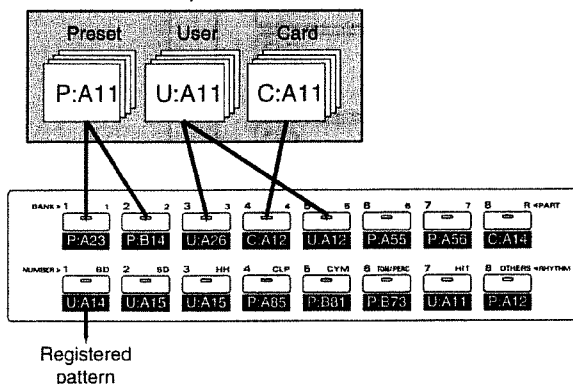 Preset User Card
P:A11 U:A11 C:A11
BANK▸ 1 1 2 2 3 3 4 4 5 5 6 6 7 7 8 R ◂PART
P:A23 P:B14 U:A26 C:A12 U:A12 P:A55 P:A56 C:A14
NUMBER▸ 1 BD 2 SD 3 HH 4 CLP 5 CYM 6 TOM/PERC 7 HIT 8 OTHERS ◂RHYTHM
U:A14 U:A15 U:A15 P:A85 P:B81 P:B73 U:A11 P:A12
Registered
pattern